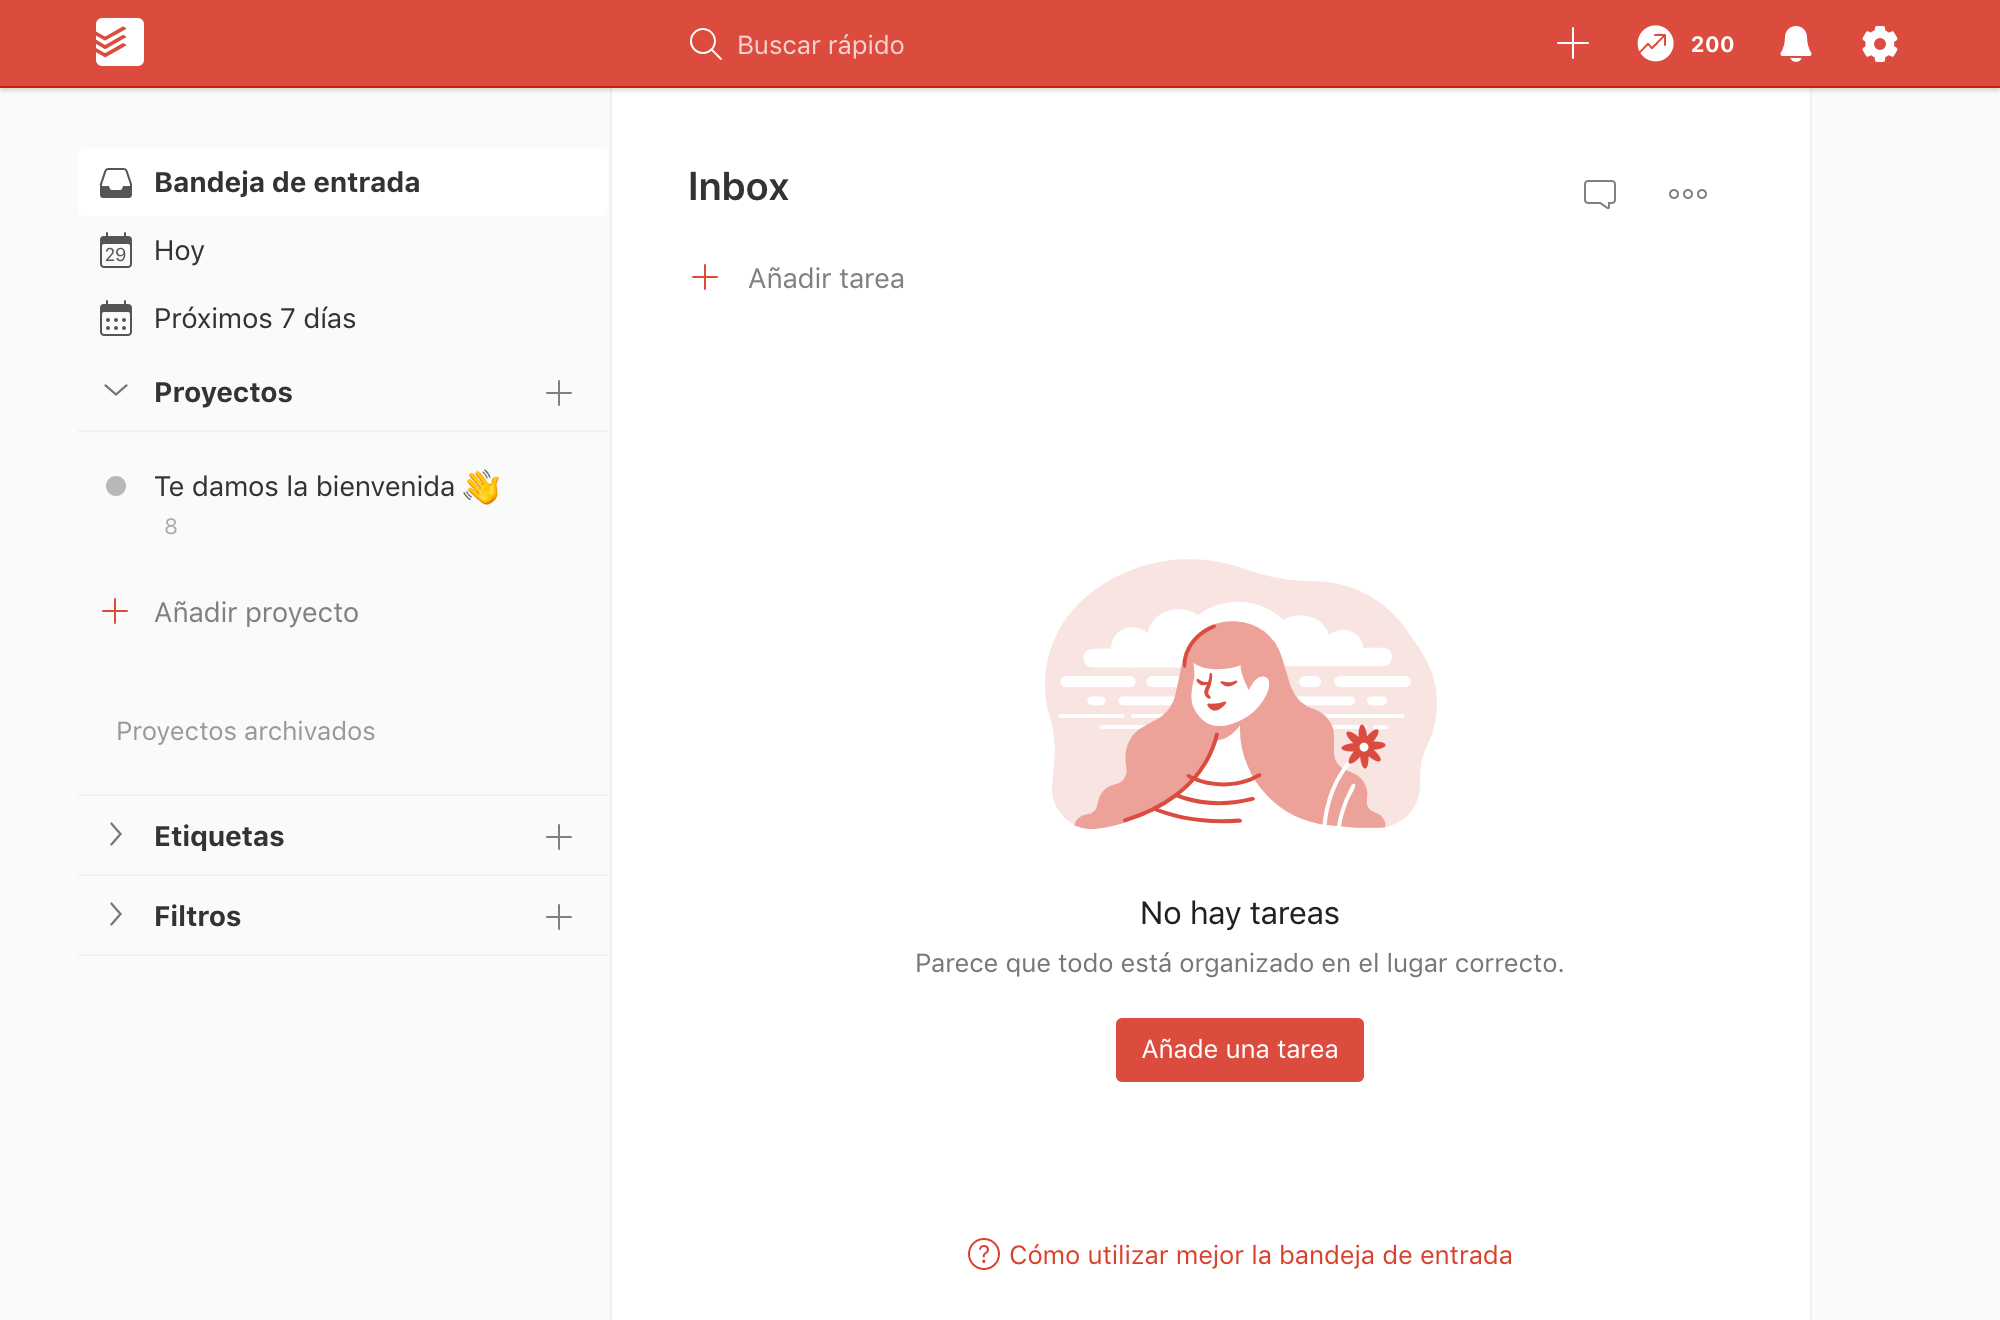 Buscar rápido
200
Bandeja de entrada
29
Hoy
Próximos 7 días
Proyectos
Te damos la bienvenida 👋
8
Añadir proyecto
Proyectos archivados
Etiquetas
Filtros
Inbox
Añadir tarea
No hay tareas
Parece que todo está organizado en el lugar correcto.
Añade una tarea
? Cómo utilizar mejor la bandeja de entrada